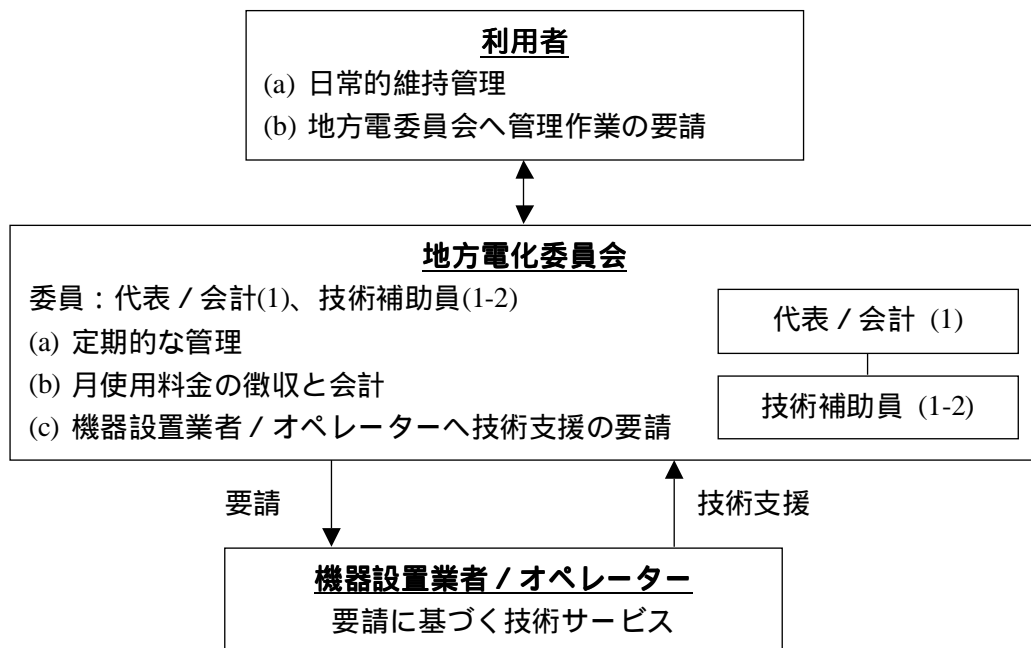 利用者
(a) 日常的維持管理
(b) 地方電委員会へ管理作業の要請
地方電化委員会
委員：代表 / 会計(1)、技術補助員(1-2)
(a) 定期的な管理
(b) 月使用料金の徴収と会計
(c) 機器設置業者 / オペレーターへ技術支援の要請
代表 / 会計 (1)
技術補助員 (1-2)
要請
技術支援
機器設置業者 / オペレーター
要請に基づく技術サービス